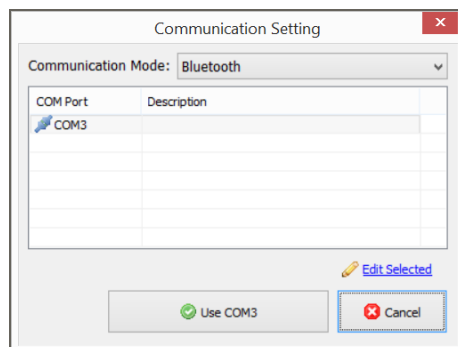 Communication Setting
Communication Mode: Bluetooth
COM Port Description
COM3
Edit Selected
Use COM3 Cancel